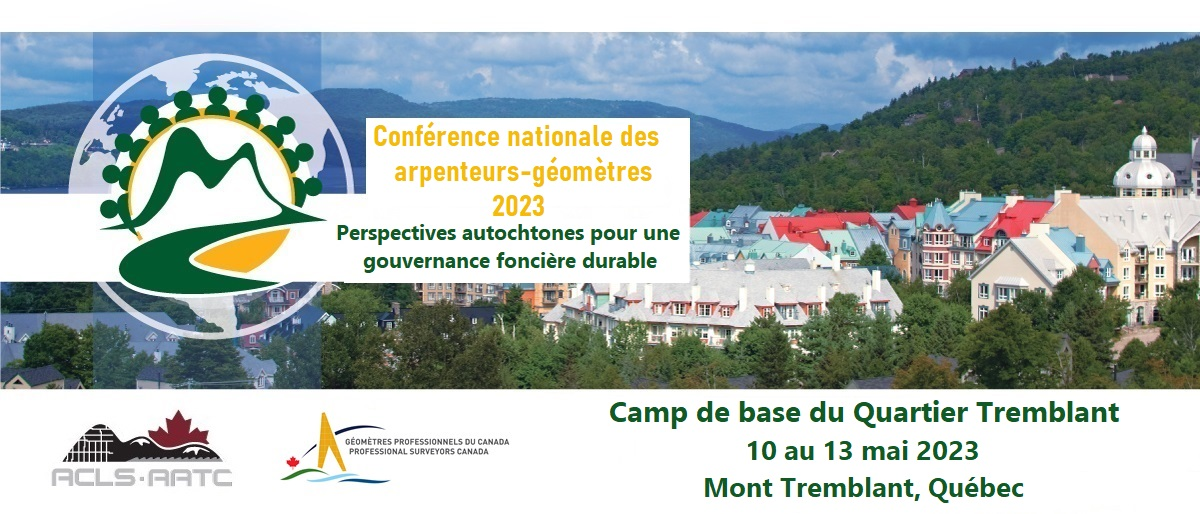 Conférence nationale des
arpenteurs-géomètres
2023
Perspectives autochtones pour une
gouvernance foncière durable
ACLS·AATC
GÉOMÈTRES PROFESSIONNELS DU CANADA
PROFESSIONAL SURVEYORS CANADA
Camp de base du Quartier Tremblant
10 au 13 mai 2023
Mont Tremblant, Québec